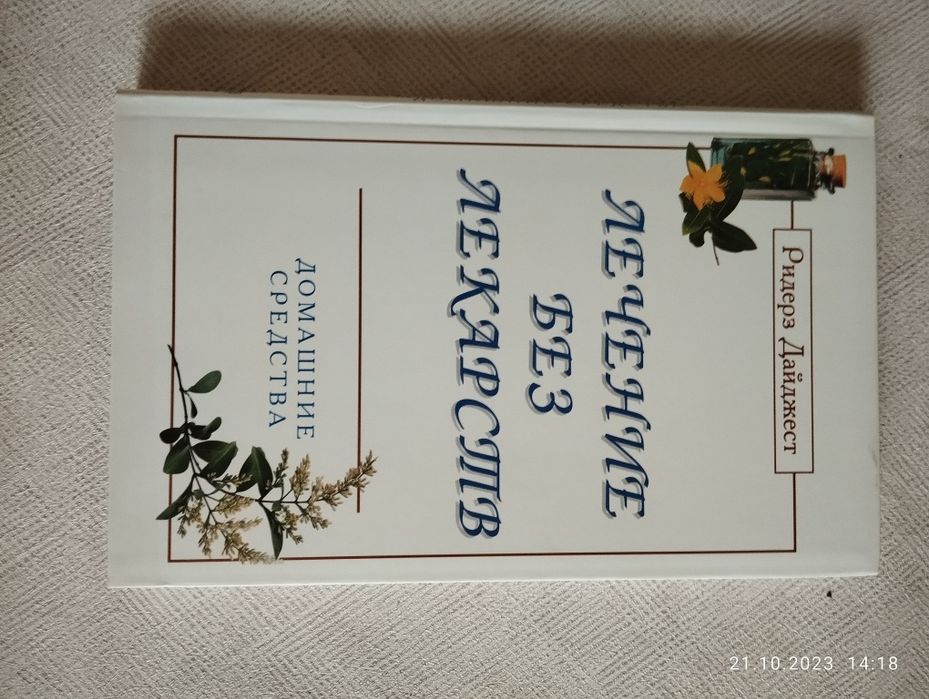 Ридерз Дайджест
ЛЕЧЕНИЕ
БЕЗ
ЛЕКАРСТВ
ДОМАШНИЕ
СРЕДСТВА
21.10.2023 14:18